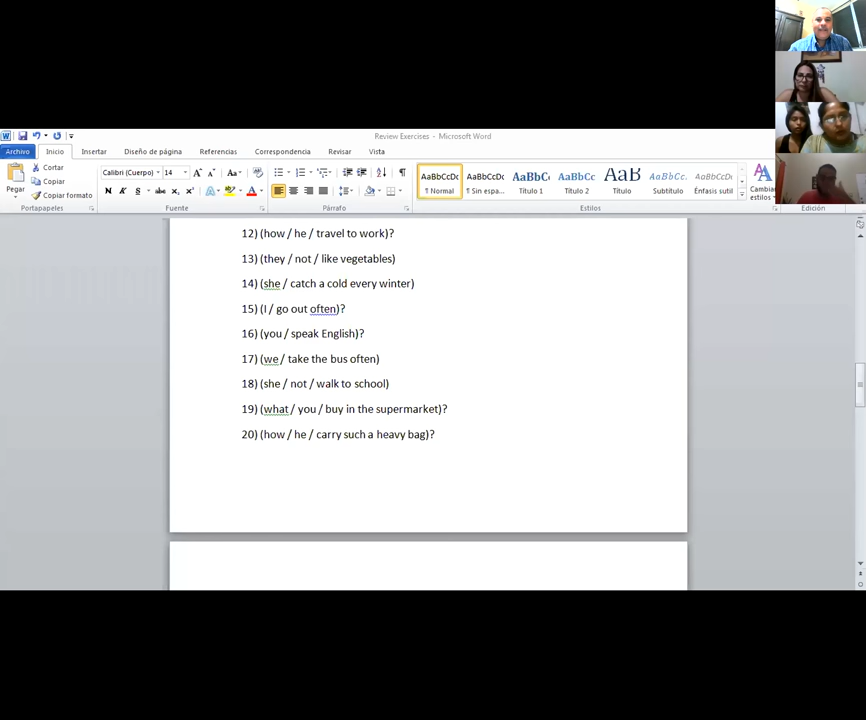 Review Exercises - Microsoft Word
Archivo Inicio Insertar Diseño de página Referencias Correspondencia Revisar Vista
Cortar
Copiar
Copiar formato
Pegar
Calibri (Cuerpo) 14
AaBbCcDc AaBbCcDc AaBbC AaBbCc AaB AaBbCc. AaBbCcDc
¶ Normal ¶ Sin espa... Título 1 Título 2 Título Subtítulo Énfasis sutil
Cambiar estilos
Portapapeles Fuente Párrafo Estilos Edición
12) (how / he / travel to work)?
13) (they / not / like vegetables)
14) (she / catch a cold every winter)
15) (I / go out often)?
16) (you / speak English)?
17) (we / take the bus often)
18) (she / not / walk to school)
19) (what / you / buy in the supermarket)?
20) (how / he / carry such a heavy bag)?